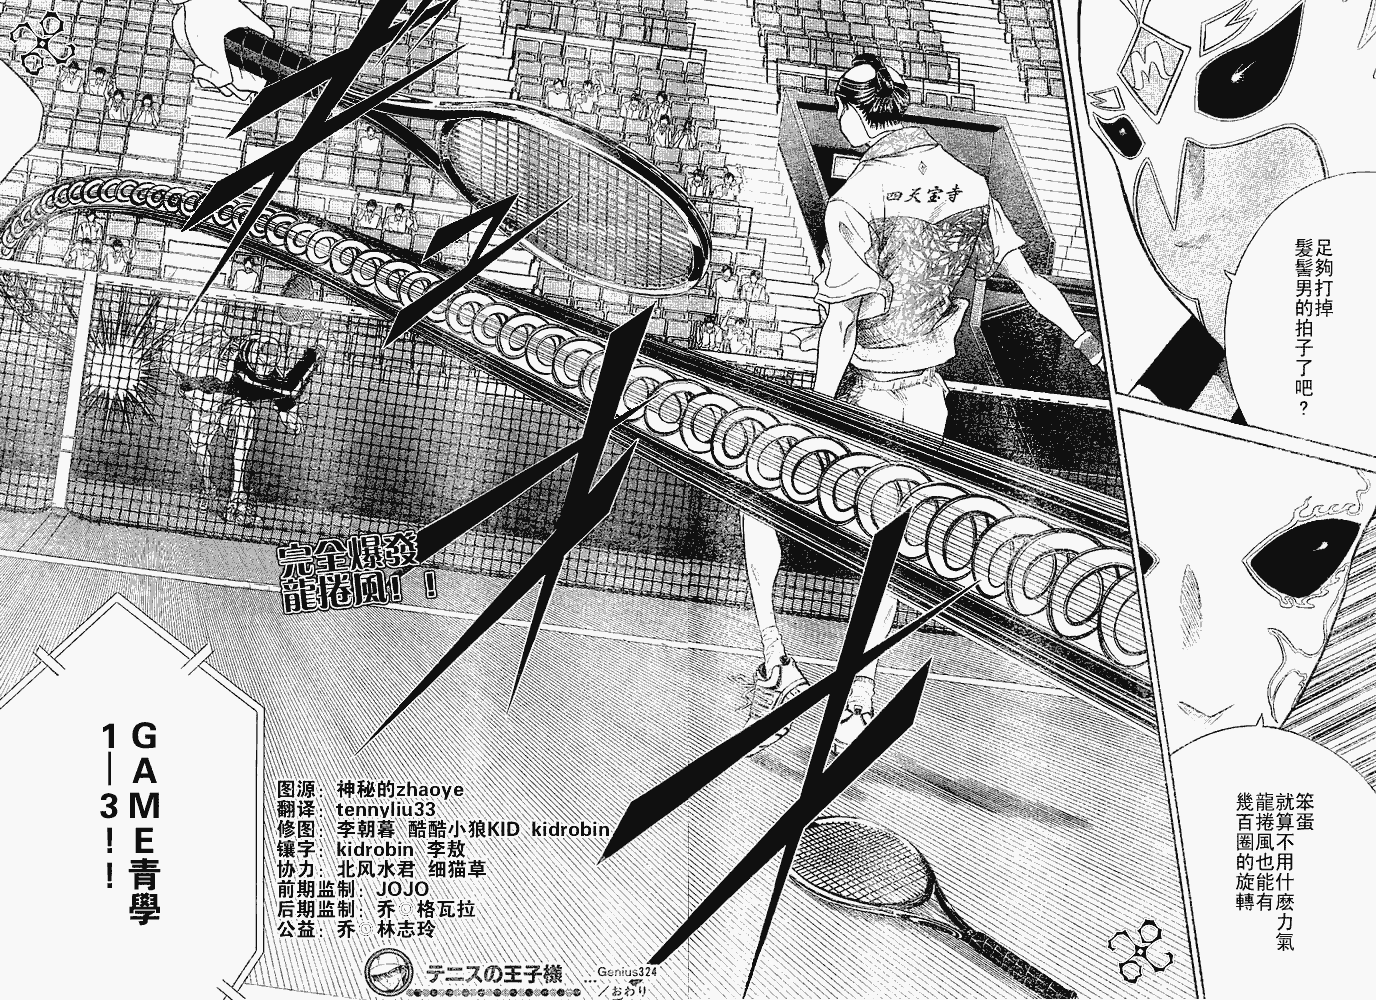 足夠打掉
髮髻男的拍子了吧？
四天宝寺
笨蛋
就算不用什麽力氣
龍捲風也能有
幾百圈的旋轉
完全爆發
龍捲風！！
GAME青學
1—3！！
图源：神秘的zhaoye
翻译：tennyliu33
修图：李朝暮 酷酷小狼KID kidrobin
镶字：kidrobin 李敖
协力：北风水君 细猫草
前期监制：JOJO
后期监制：乔♡格瓦拉
公益：乔♡林志玲
テニスの王子様 … Genius324
／おわり